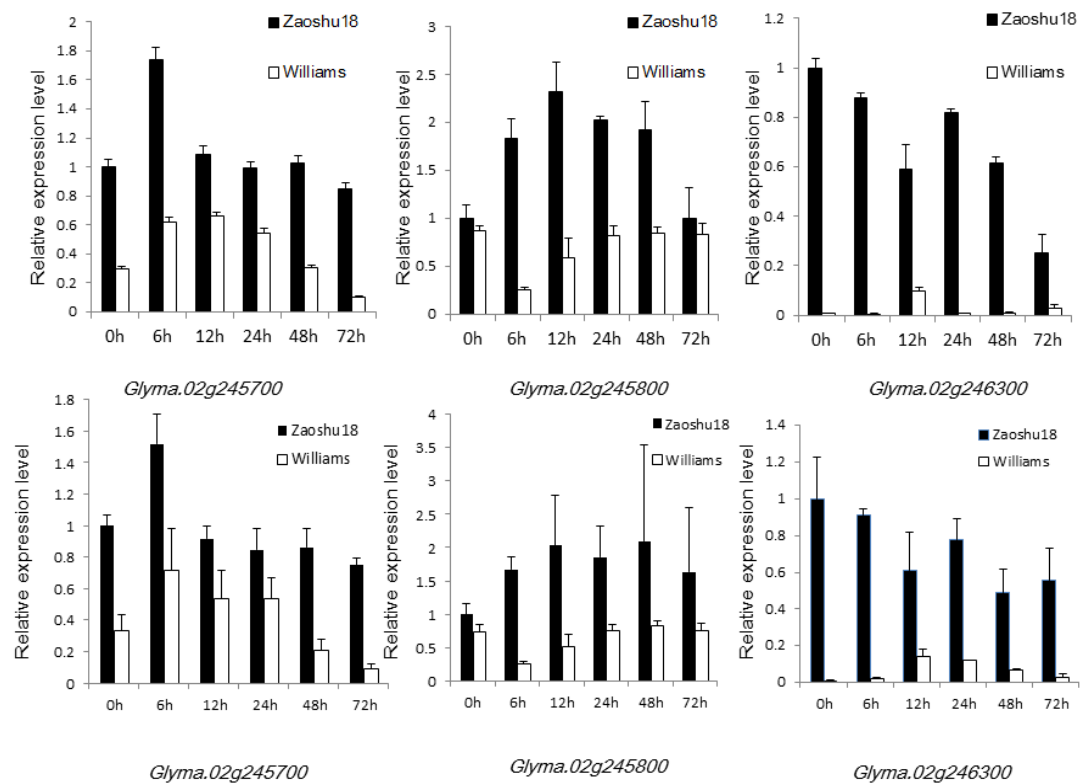 Relative expression level
2
1.8
1.6
1.4
1.2
1
0.8
0.6
0.4
0.2
0
Zaoshu18
Williams
0h 6h 12h 24h 48h 72h
Glyma.02g245700
Relative expression level
3
2.5
2
1.5
1
0.5
0
Zaoshu18
Williams
0h 6h 12h 24h 48h 72h
Glyma.02g245800
Relative expression level
1.2
1
0.8
0.6
0.4
0.2
0
Zaoshu18
Williams
0h 6h 12h 24h 48h 72h
Glyma.02g246300
Relative expression level
1.8
1.6
1.4
1.2
1
0.8
0.6
0.4
0.2
0
Zaoshu18
Williams
0h 6h 12h 24h 48h 72h
Glyma.02g245700
Relative expression level
4
3.5
3
2.5
2
1.5
1
0.5
0
Zaoshu18
Williams
0h 6h 12h 24h 48h 72h
Glyma.02g245800
Relative expression level
1.4
1.2
1
0.8
0.6
0.4
0.2
0
Zaoshu18
Williams
0h 6h 12h 24h 48h 72h
Glyma.02g246300